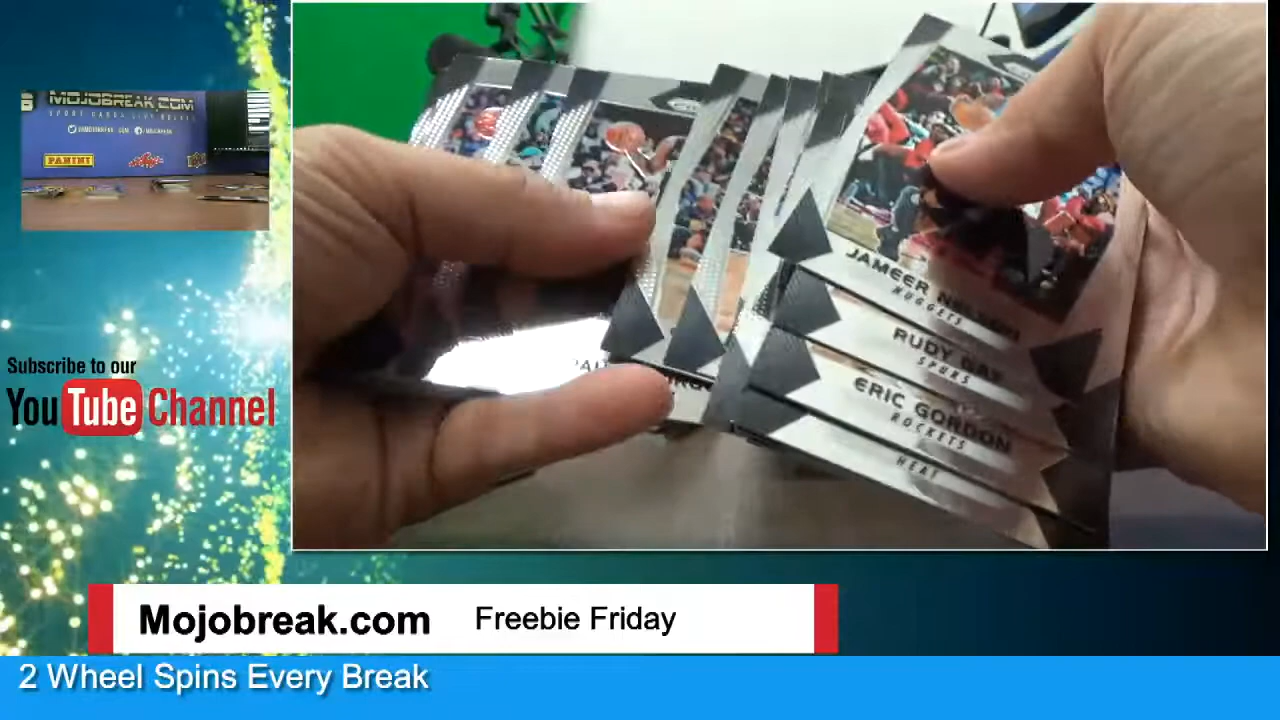 MOJOBREAK.COM
PANINI
Subscribe to our
YouTube Channel
JAMEER NELSON
NUGGETS
RUDY GAY
SPURS
ERIC GORDON
ROCKETS
HEAT
Mojobreak.com Freebie Friday
2 Wheel Spins Every Break